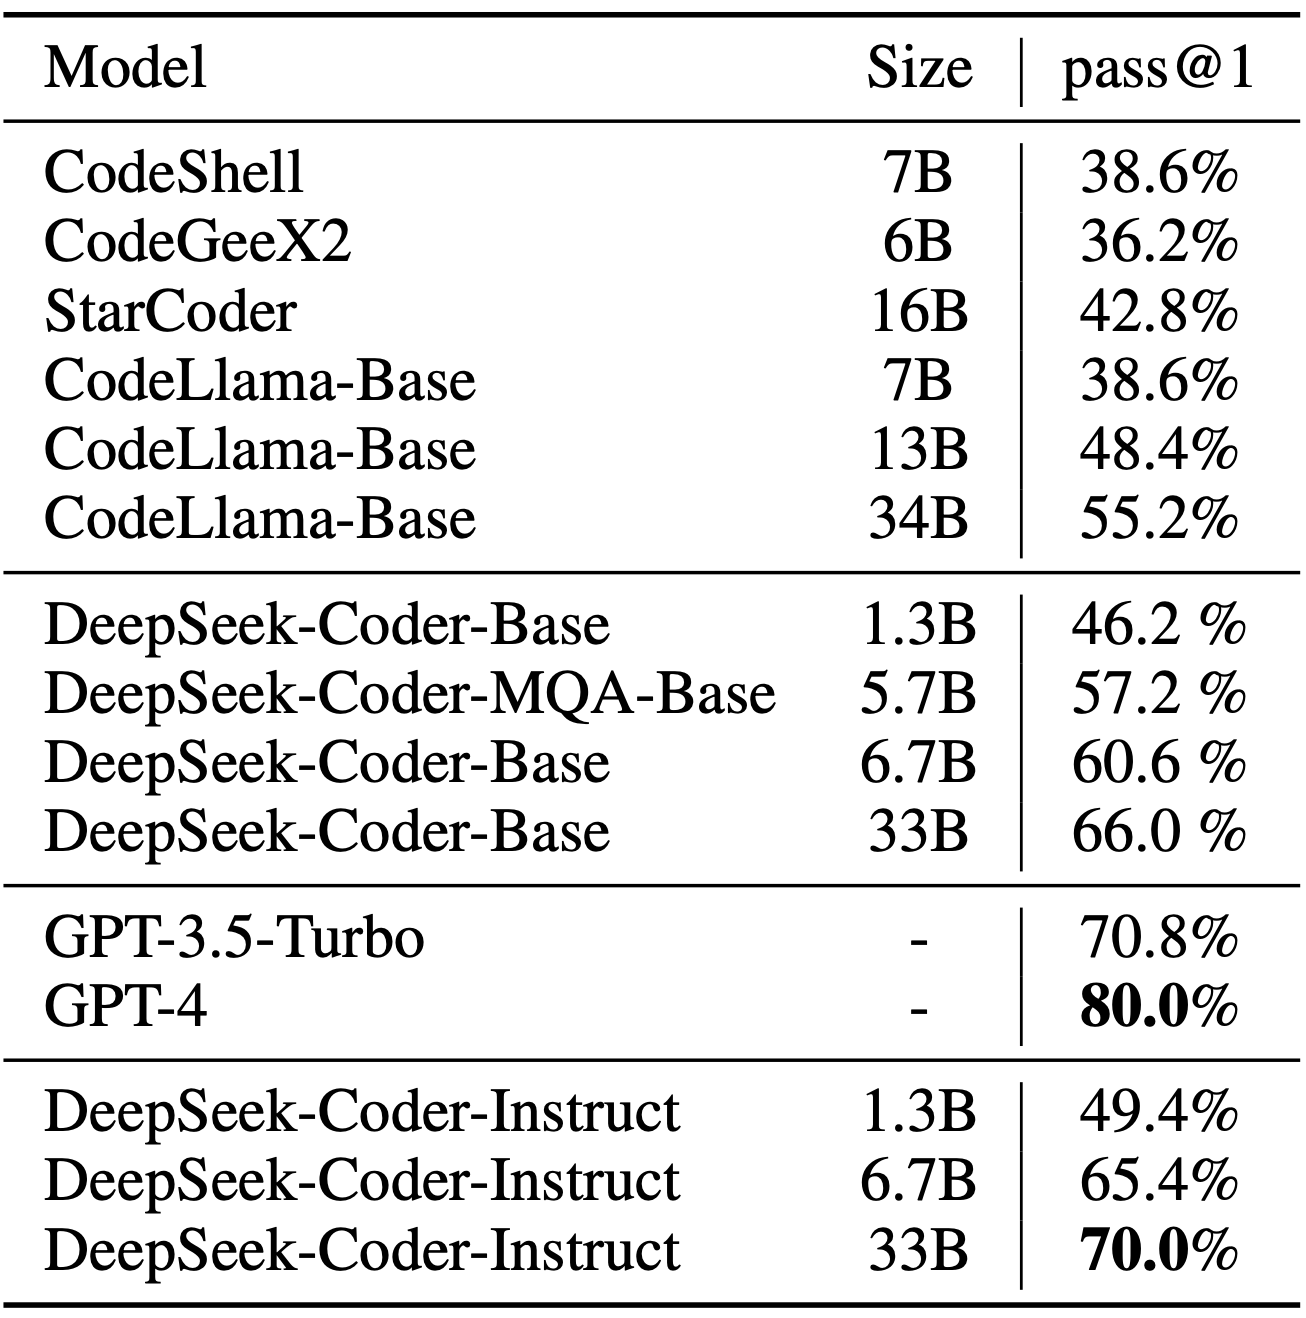 Model Size pass@1
CodeShell 7B 38.6%
CodeGeeX2 6B 36.2%
StarCoder 16B 42.8%
CodeLlama-Base 7B 38.6%
CodeLlama-Base 13B 48.4%
CodeLlama-Base 34B 55.2%
DeepSeek-Coder-Base 1.3B 46.2 %
DeepSeek-Coder-MQA-Base 5.7B 57.2 %
DeepSeek-Coder-Base 6.7B 60.6 %
DeepSeek-Coder-Base 33B 66.0 %
GPT-3.5-Turbo - 70.8%
GPT-4 - 80.0%
DeepSeek-Coder-Instruct 1.3B 49.4%
DeepSeek-Coder-Instruct 6.7B 65.4%
DeepSeek-Coder-Instruct 33B 70.0%